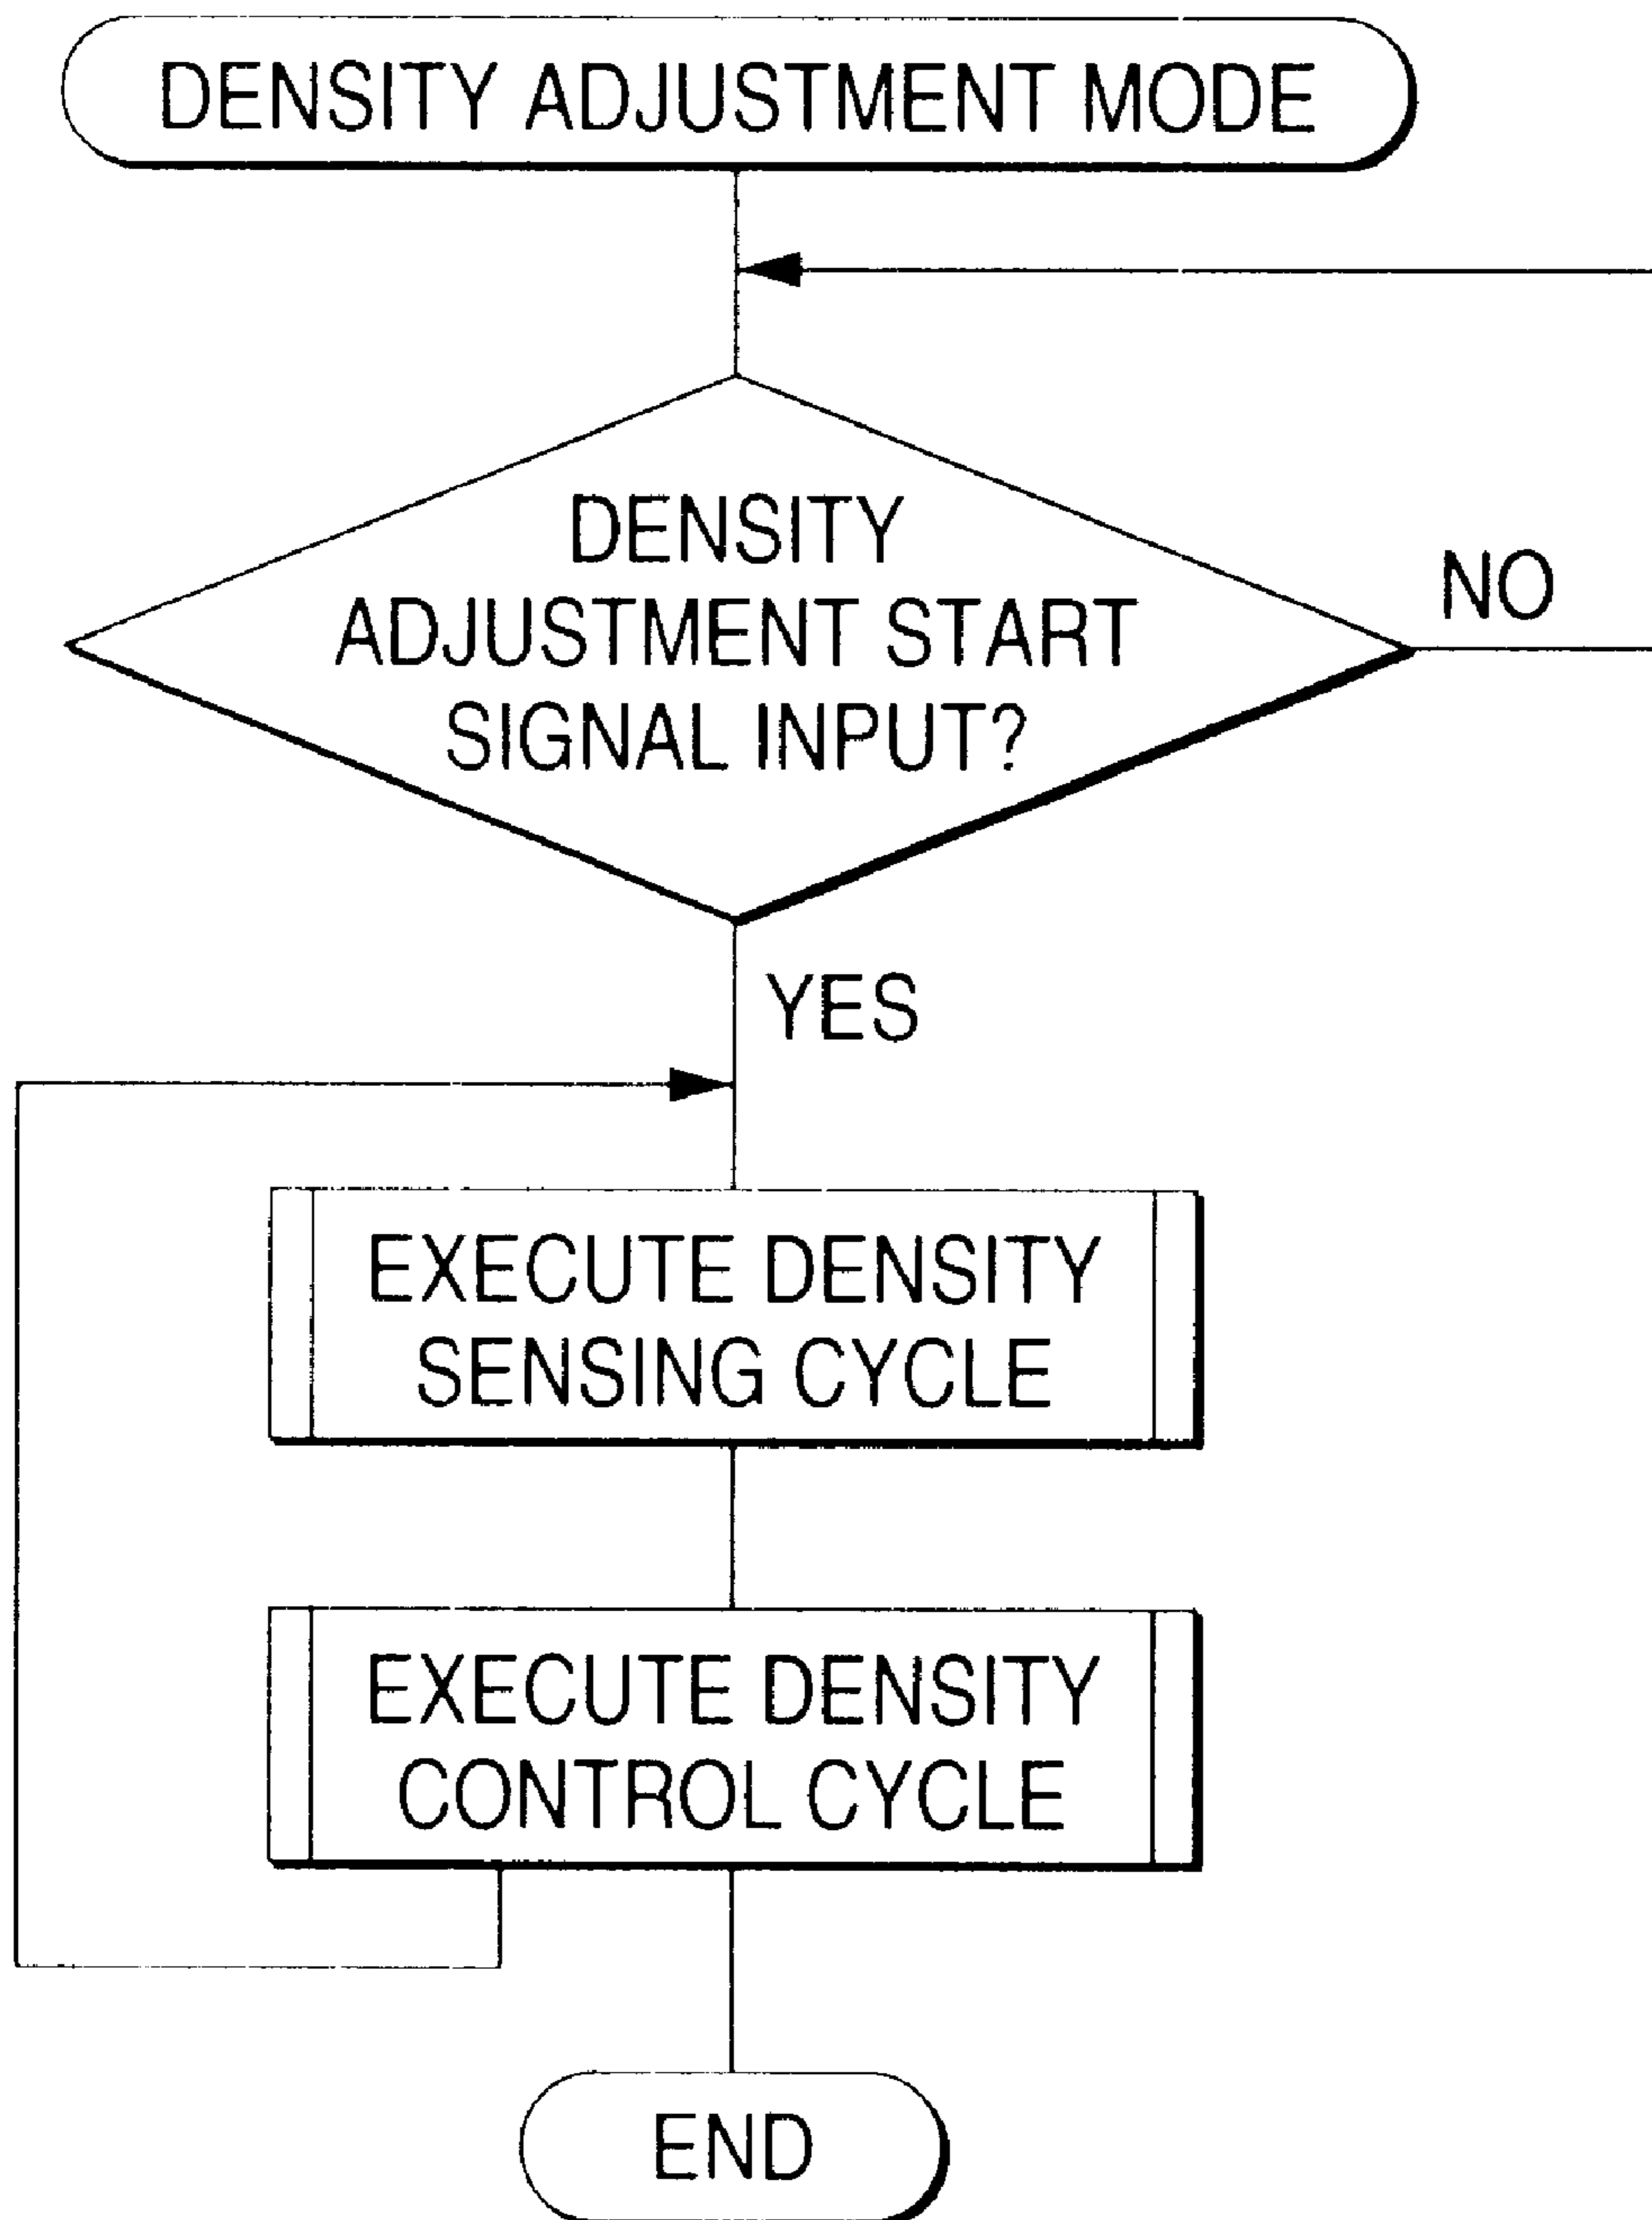 DENSITY ADJUSTMENT MODE
DENSITY
ADJUSTMENT START
SIGNAL INPUT?
NO
YES
EXECUTE DENSITY
SENSING CYCLE
EXECUTE DENSITY
CONTROL CYCLE
END